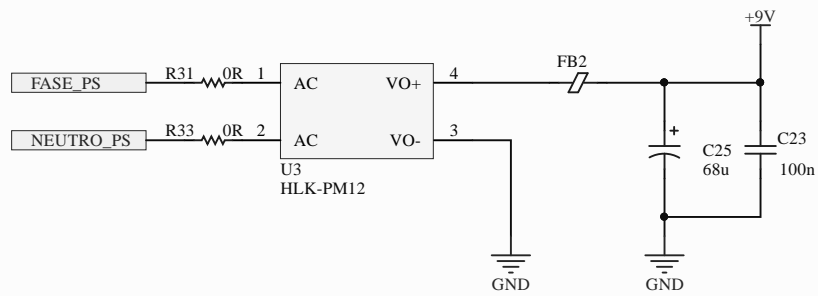 +9V
FB2
R31 0R 1 4
FASE_PS AC VO+
R33 0R 2 3
NEUTRO_PS AC VO-
C25
68u
C23
100n
U3
HLK-PM12
GND
GND